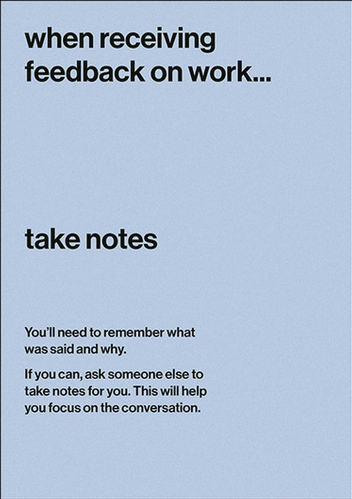 when receiving
feedback on work...
take notes
You'll need to remember what
was said and why.
If you can, ask someone else to
take notes for you. This will help
you focus on the conversation.